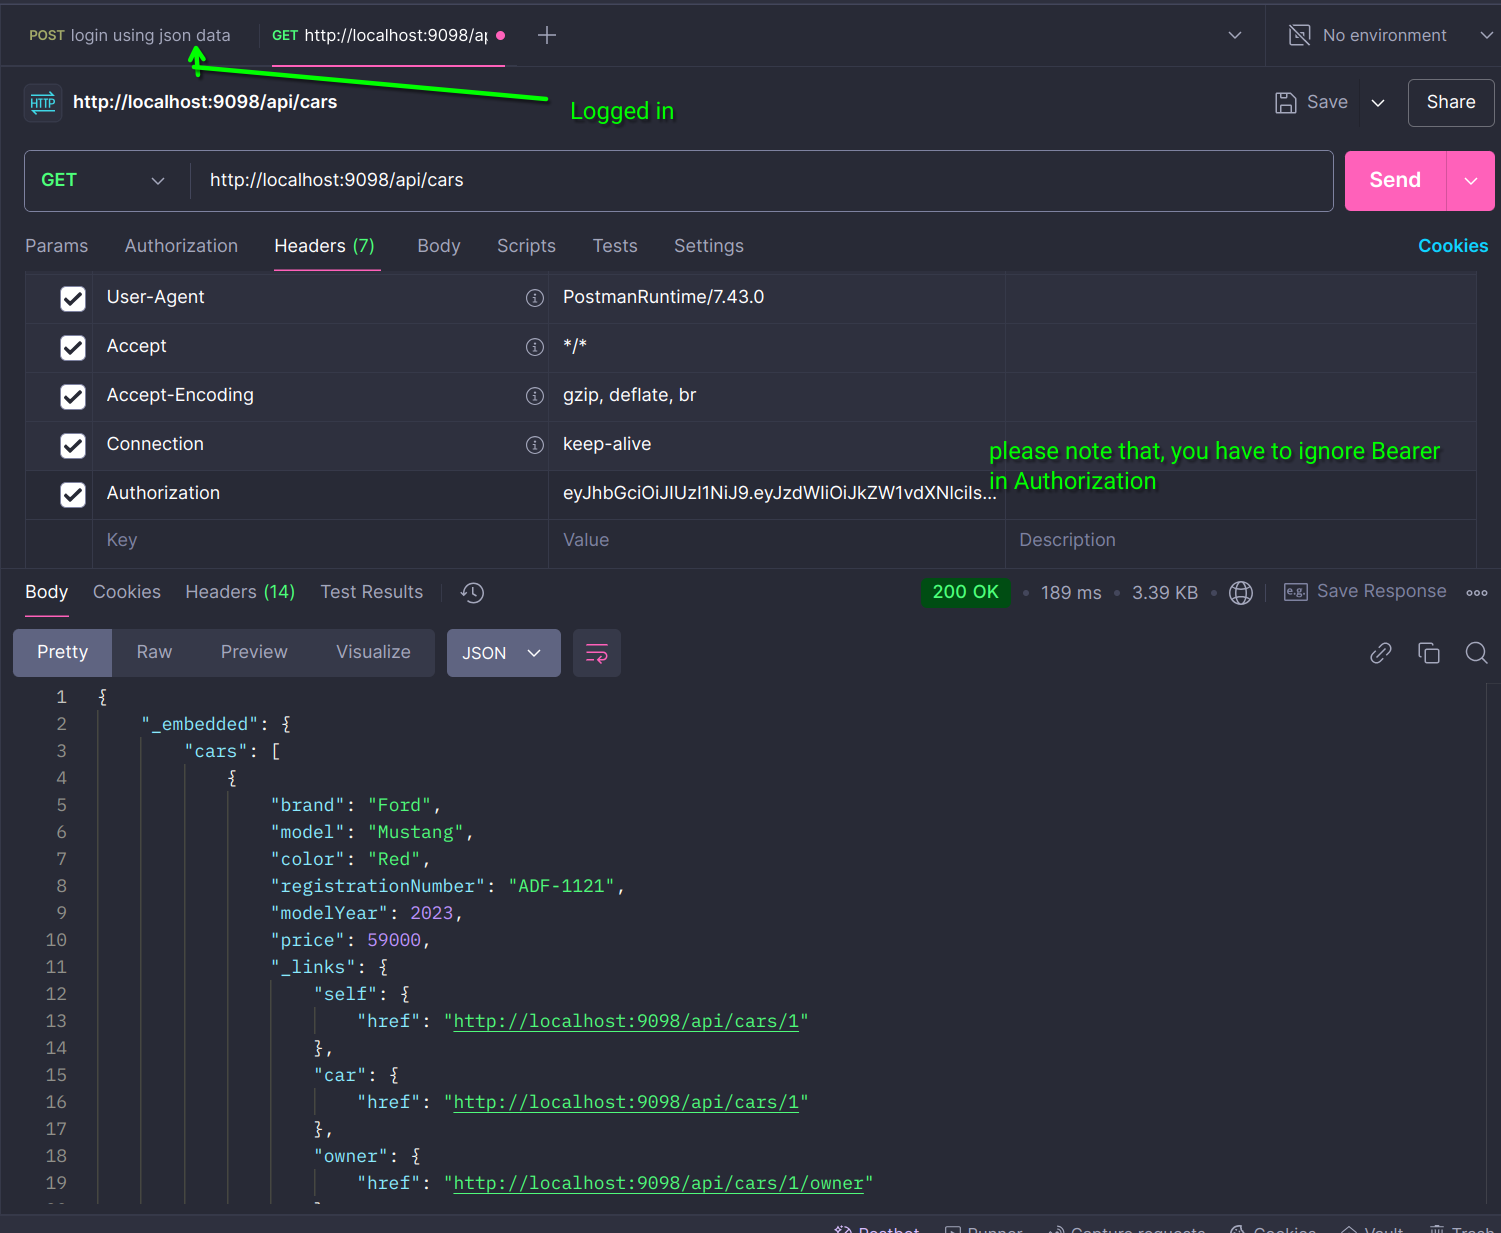 POST login using json data
GET http://localhost:9098/ap
No environment
HTTP http://localhost:9098/api/cars
Logged in
Save
Share
GET http://localhost:9098/api/cars
Send
Params Authorization Headers (7) Body Scripts Tests Settings Cookies
User-Agent PostmanRuntime/7.43.0
Accept */*
Accept-Encoding gzip, deflate, br
Connection keep-alive
please note that, you have to ignore Bearer
in Authorization
Authorization eyJhbGciOiJIUzI1NiJ9.eyJzdWIiOiJkZW1vdXNlciIs...
Key Value Description
Body Cookies Headers (14) Test Results 200 OK 189 ms 3.39 KB e.g. Save Response
Pretty Raw Preview Visualize JSON
1 {
2 "_embedded": {
3 "cars": [
4 {
5 "brand": "Ford",
6 "model": "Mustang",
7 "color": "Red",
8 "registrationNumber": "ADF-1121",
9 "modelYear": 2023,
10 "price": 59000,
11 "_links": {
12 "self": {
13 "href": "http://localhost:9098/api/cars/1"
14 },
15 "car": {
16 "href": "http://localhost:9098/api/cars/1"
17 },
18 "owner": {
19 "href": "http://localhost:9098/api/cars/1/owner"
Postbot Runner Capture requests Cookies Vault Trash